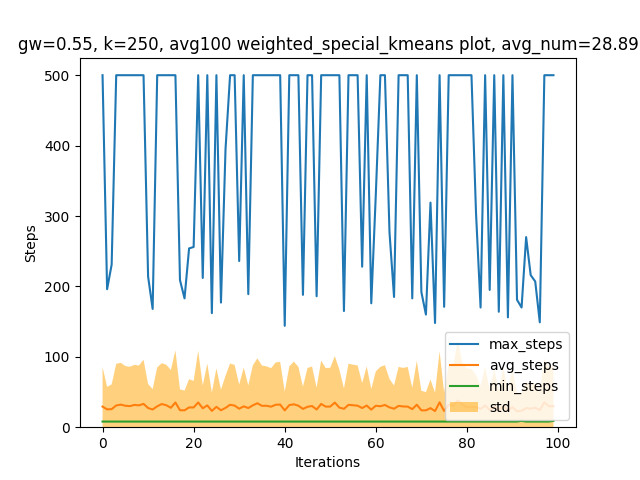 gw=0.55, k=250, avg100 weighted_special_kmeans plot, avg_num=28.89
500
400
300
200
100
0
Steps
0 20 40 60 80 100
Iterations
max_steps
avg_steps
min_steps
std